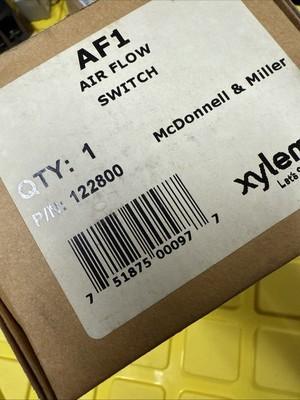 AF1
AIR FLOW
SWITCH
McDonnell & Miller
QTY: 1
P/N: 122800
xylem
Let's
7 51875 00097 7